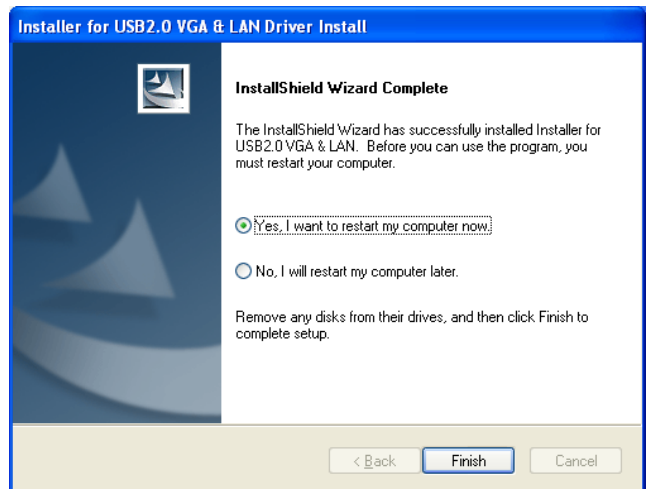 Installer for USB2.0 VGA & LAN Driver Install
InstallShield Wizard Complete
The InstallShield Wizard has successfully installed Installer for
USB2.0 VGA & LAN. Before you can use the program, you
must restart your computer.
Yes, I want to restart my computer now.
No, I will restart my computer later.
Remove any disks from their drives, and then click Finish to
complete setup.
< Back
Finish
Cancel